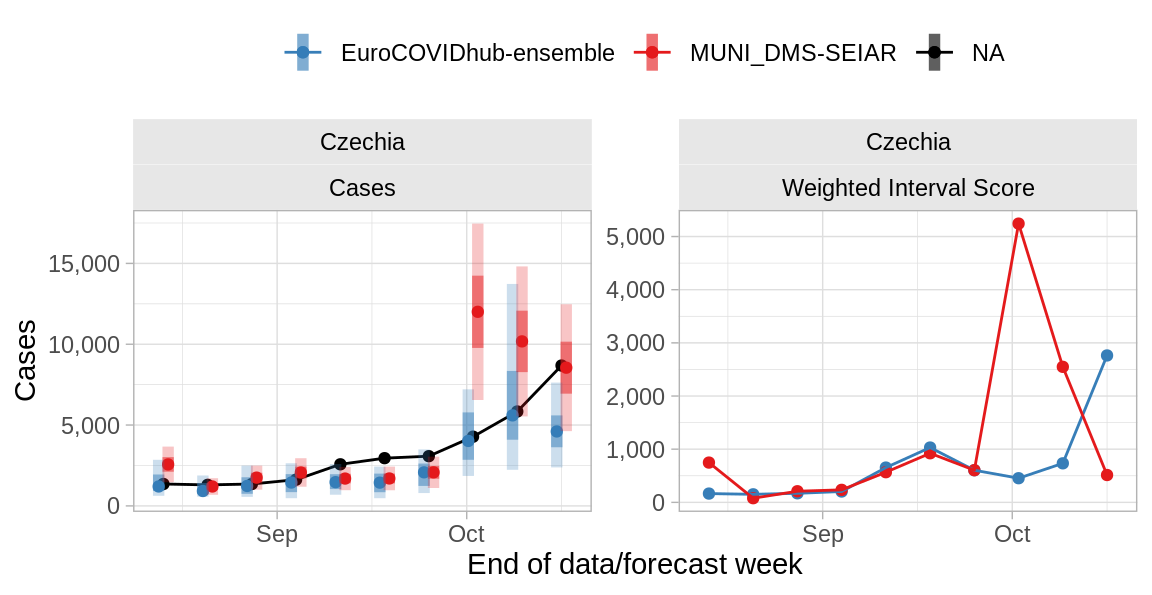 EuroCOVIDhub-ensemble MUNI_DMS-SEIAR NA
Czechia Czechia
Cases Weighted Interval Score
Cases
15,000
10,000
5,000
0
Sep Oct
5,000
4,000
3,000
2,000
1,000
0
Sep Oct
End of data/forecast week